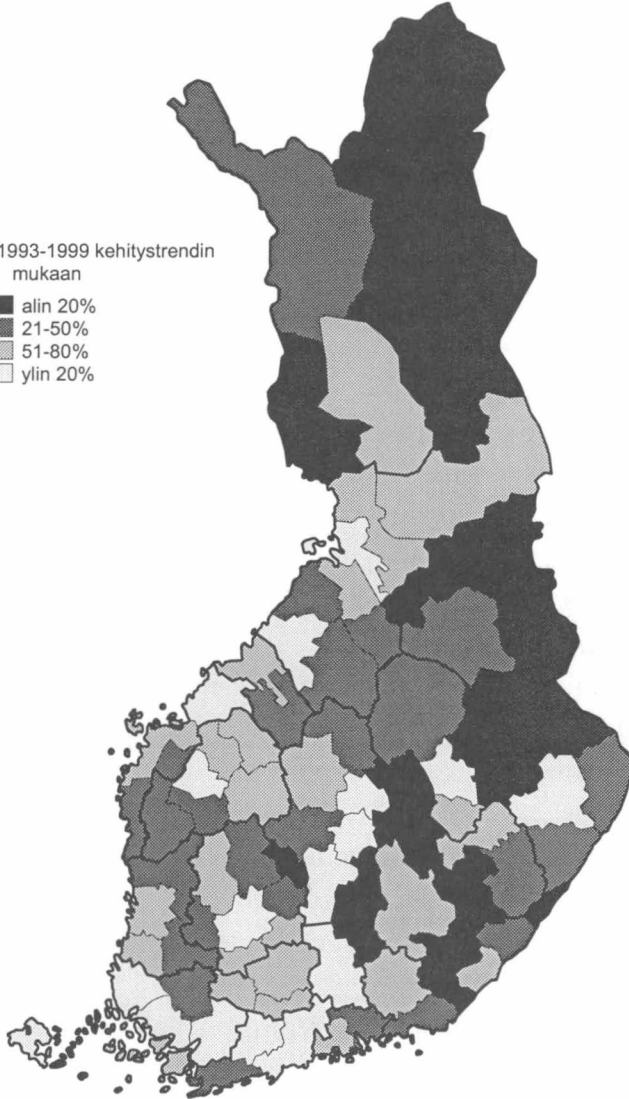 1993-1999 kehitystrendin
mukaan
alin 20%
21-50%
51-80%
ylin 20%